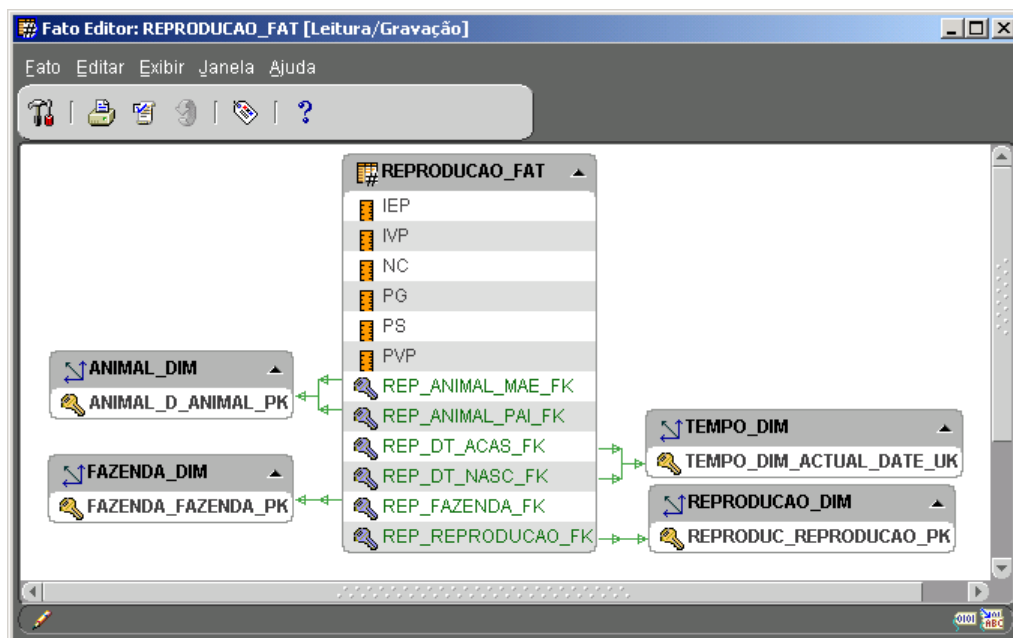 Fato Editor: REPRODUCAO_FAT [Leitura/Gravação]
Fato Editar Exibir Janela Ajuda
?
REPRODUCAO_FAT
IEP
IVP
NC
PG
PS
PVP
REP_ANIMAL_MAE_FK
REP_ANIMAL_PAI_FK
REP_DT_ACAS_FK
REP_DT_NASC_FK
REP_FAZENDA_FK
REP_REPRODUCAO_FK
ANIMAL_DIM
ANIMAL_D_ANIMAL_PK
FAZENDA_DIM
FAZENDA_FAZENDA_PK
TEMPO_DIM
TEMPO_DIM_ACTUAL_DATE_UK
REPRODUCAO_DIM
REPRODUC_REPRODUCAO_PK